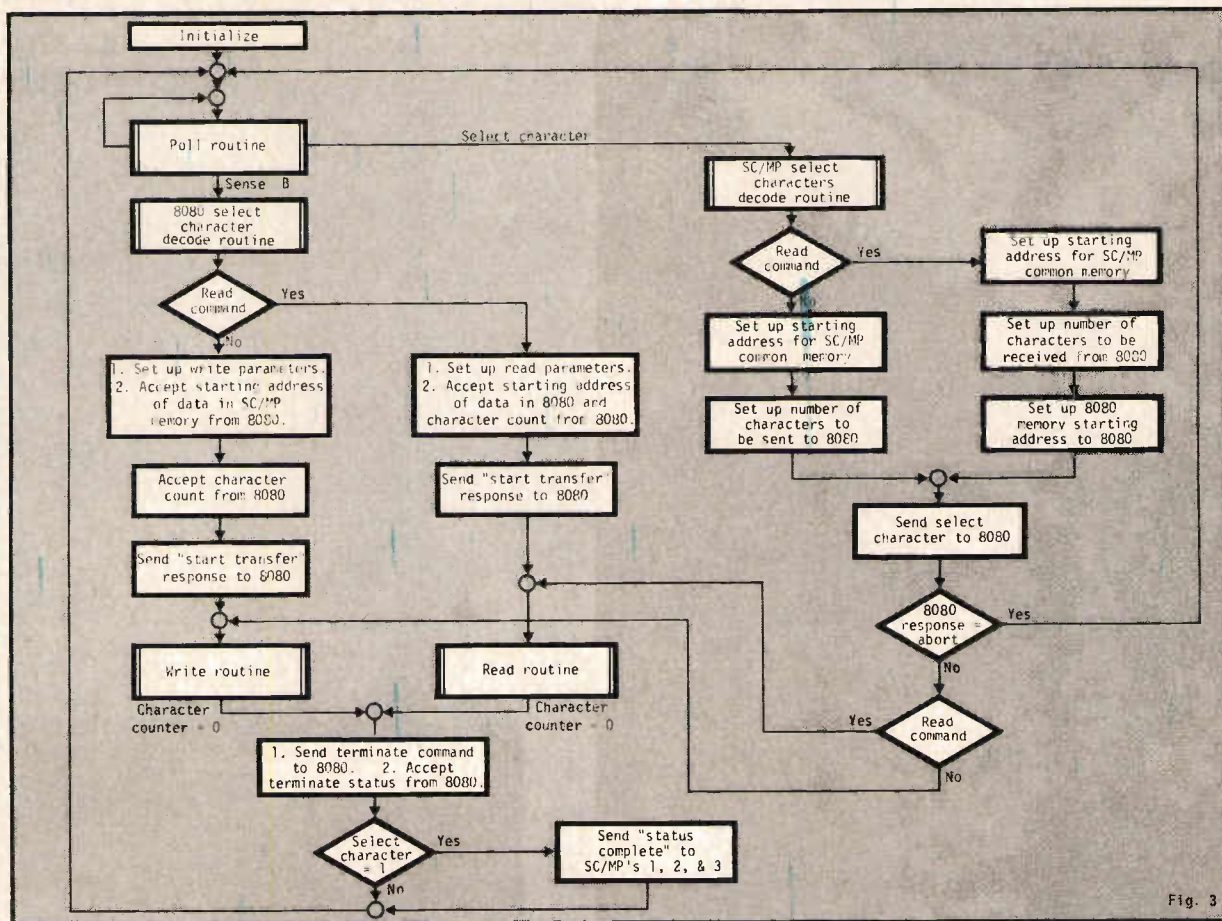 Initialize
Poll routine
Select character
Sense B
8080 select
character
decode routine
Read
command
Yes
No
1. Set up write parameters.
2. Accept starting address
of data in SC/MP
memory from 8080.
Accept character
count from 8080
Send "start transfer"
response to 8080
Write routine
Character
counter = 0
1. Set up read parameters.
2. Accept starting address
of data in 8080 and
character count from 8080.
Send "start transfer"
response to 8080
Read routine
Character
counter = 0
1. Send terminate command
to 8080. 2. Accept
terminate status from 8080.
Select
character
= 1
Yes
No
Send "status
complete" to
SC/MP's 1, 2, & 3
SC/MP select
characters
decode routine
Read
command
Yes
No
Set up starting
address for SC/MP
common memory
Set up number of
characters to
be sent to 8080
Set up starting
address for SC/MP
common memory
Set up number of
characters to be
received from 8080
Set up 8080
memory starting
address to 8080
Send select
character to 8080
8080
response =
abort
Yes
No
Read
command
Yes
No
Fig. 3